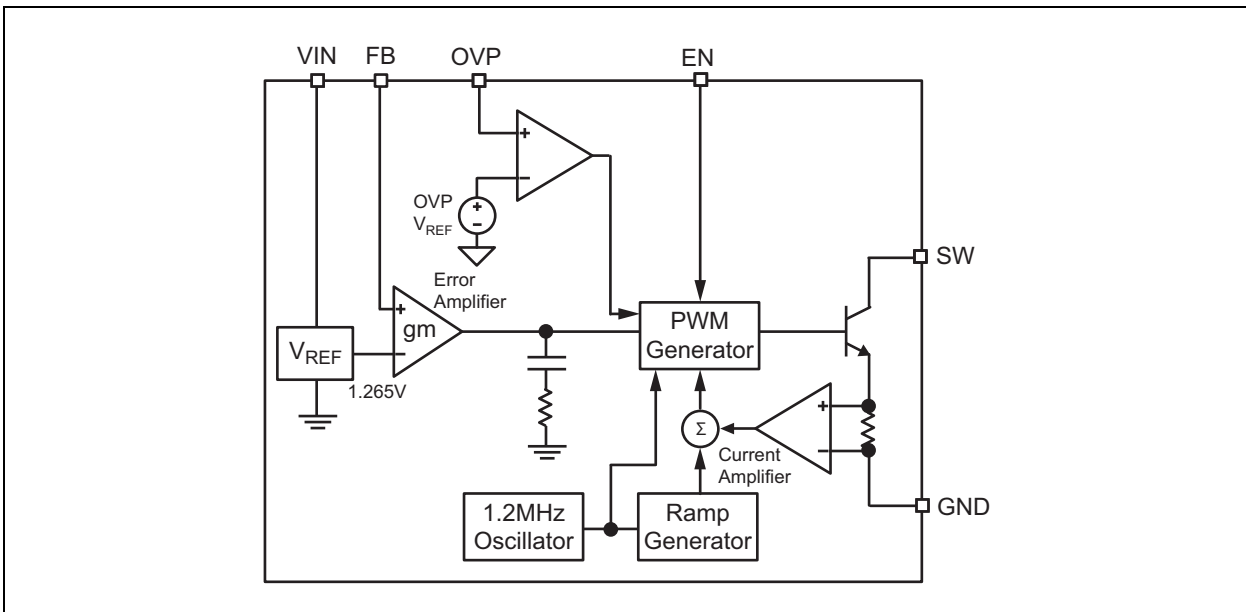 VIN FB OVP EN
+
−
OVP
VREF
+
−
SW
Error
Amplifier
+
gm
−
PWM
Generator
VREF
1.265V
+
−
Σ
Current
Amplifier
1.2MHz
Oscillator
Ramp
Generator
GND